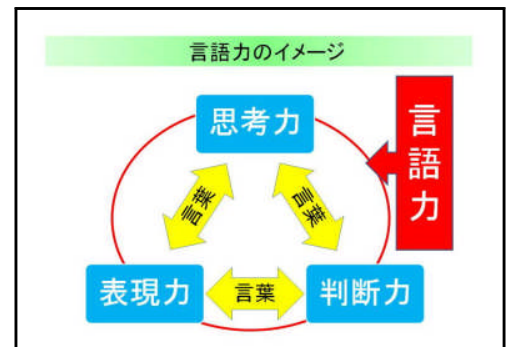 言語力のイメージ
思考力
言語力
言葉
言葉
表現力
言葉
判断力